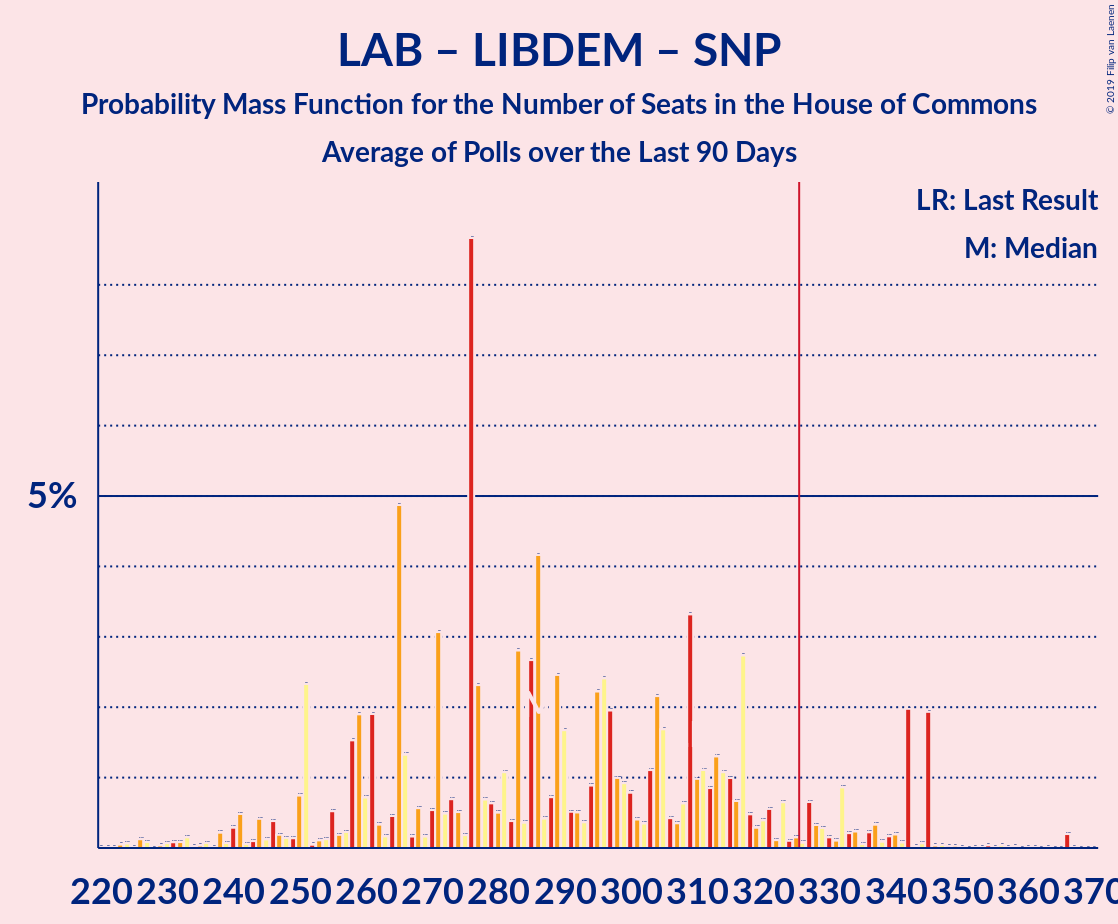 LAB – LIBDEM – SNP
Probability Mass Function for the Number of Seats in the House of Commons
Average of Polls over the Last 90 Days
© 2019 Filip van Laenen
LR: Last Result
M: Median
5%
220 230 240 250 260 270 280 290 300 310 320 330 340 350 360 370